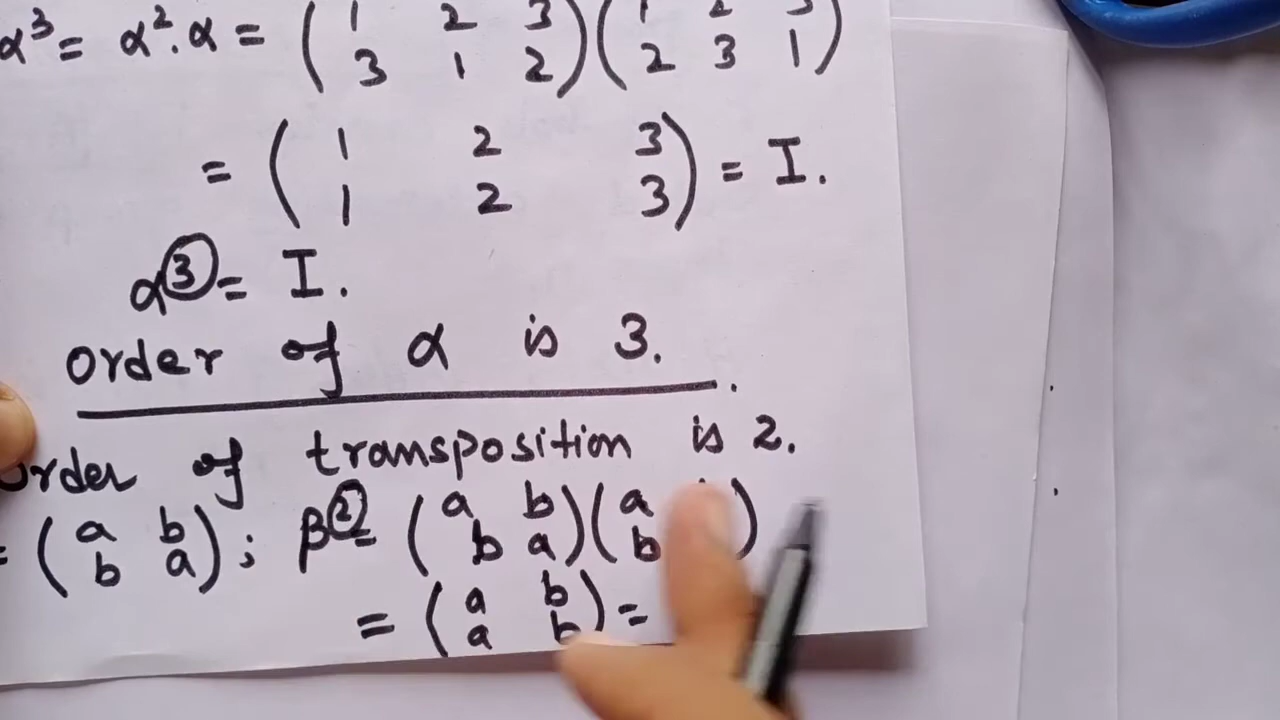 α³ = α².α = ( 1 2 3 ) ( 1 2 3 )
3 1 2 2 3 1
= ( 1 2 3 ) = I.
1 2 3
α³ = I.
order of α is 3.
order of transposition is 2.
= ( a b ) ; β² = ( a b ) ( a
b a b a b
= ( a b ) =
a b